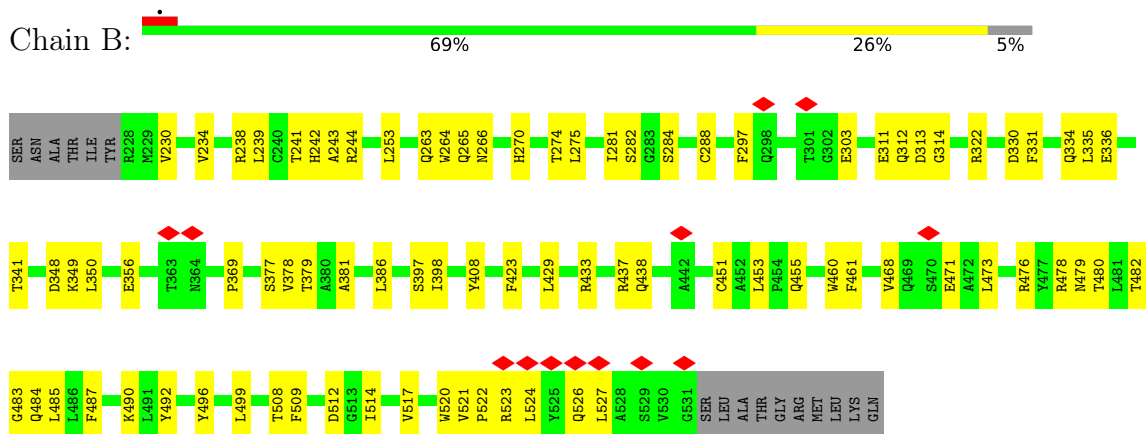 Chain B:
69% 26% 5%
SER ASN ALA THR ILE TYR R228 M229 V230 V234 R238 L239 C240 T241 H242 A243 R244 L253 Q263 W264 Q265 N266 H270 T274 L275 I281 S282 G283 S284 C288 F297 Q298 T301 G302 E303 E311 Q312 D313 G314 R322 D330 F331 Q334 L335 E336
T341 D348 K349 L350 E356 T363 N364 P369 S377 V378 T379 A380 A381 L386 S397 I398 Y408 F423 L429 R433 R437 Q438 A442 C451 A452 L453 P454 Q455 W460 F461 V468 Q469 S470 E471 A472 L473 R476 Y477 R478 N479 T480 L481 T482
G483 Q484 L485 L486 F487 K490 L491 Y492 Y496 L499 T508 F509 D512 G513 I514 V517 W520 V521 P522 R523 L524 Y525 Q526 L527 A528 S529 V530 G531 SER LEU ALA THR GLY ARG MET LEU LYS GLN